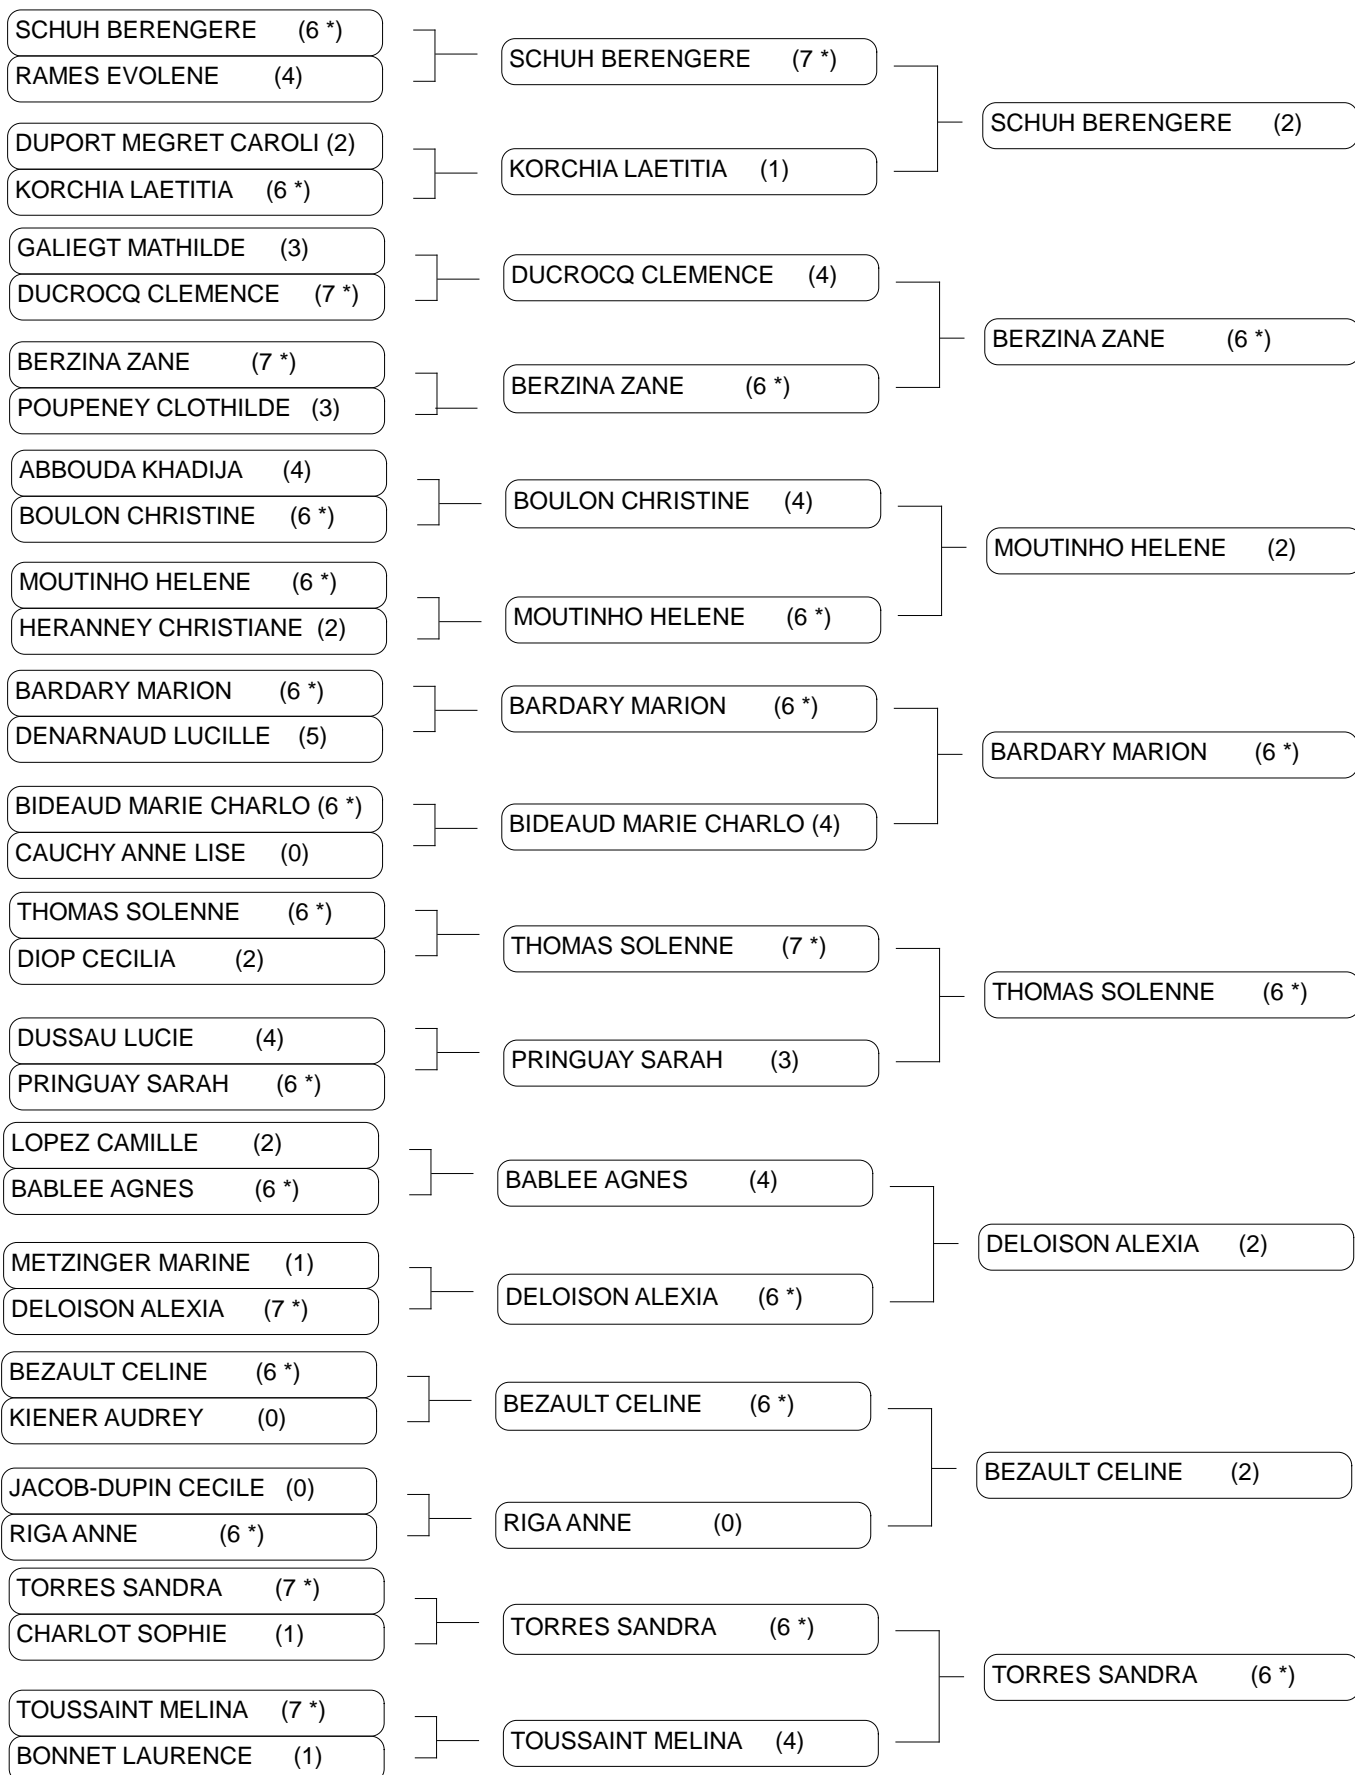 SCHUH BERENGERE (6 *)
RAMES EVOLENE (4)
DUPORT MEGRET CAROLI (2)
KORCHIA LAETITIA (6 *)
GALIEGT MATHILDE (3)
DUCROCQ CLEMENCE (7 *)
BERZINA ZANE (7 *)
POUPENEY CLOTHILDE (3)
ABBOUDA KHADIJA (4)
BOULON CHRISTINE (6 *)
MOUTINHO HELENE (6 *)
HERANNEY CHRISTIANE (2)
BARDARY MARION (6 *)
DENARNAUD LUCILLE (5)
BIDEAUD MARIE CHARLO (6 *)
CAUCHY ANNE LISE (0)
THOMAS SOLENNE (6 *)
DIOP CECILIA (2)
DUSSAU LUCIE (4)
PRINGUAY SARAH (6 *)
LOPEZ CAMILLE (2)
BABLEE AGNES (6 *)
METZINGER MARINE (1)
DELOISON ALEXIA (7 *)
BEZAULT CELINE (6 *)
KIENER AUDREY (0)
JACOB-DUPIN CECILE (0)
RIGA ANNE (6 *)
TORRES SANDRA (7 *)
CHARLOT SOPHIE (1)
TOUSSAINT MELINA (7 *)
BONNET LAURENCE (1)
SCHUH BERENGERE (7 *)
KORCHIA LAETITIA (1)
DUCROCQ CLEMENCE (4)
BERZINA ZANE (6 *)
BOULON CHRISTINE (4)
MOUTINHO HELENE (6 *)
BARDARY MARION (6 *)
BIDEAUD MARIE CHARLO (4)
THOMAS SOLENNE (7 *)
PRINGUAY SARAH (3)
BABLEE AGNES (4)
DELOISON ALEXIA (6 *)
BEZAULT CELINE (6 *)
RIGA ANNE (0)
TORRES SANDRA (6 *)
TOUSSAINT MELINA (4)
SCHUH BERENGERE (2)
BERZINA ZANE (6 *)
MOUTINHO HELENE (2)
BARDARY MARION (6 *)
THOMAS SOLENNE (6 *)
DELOISON ALEXIA (2)
BEZAULT CELINE (2)
TORRES SANDRA (6 *)